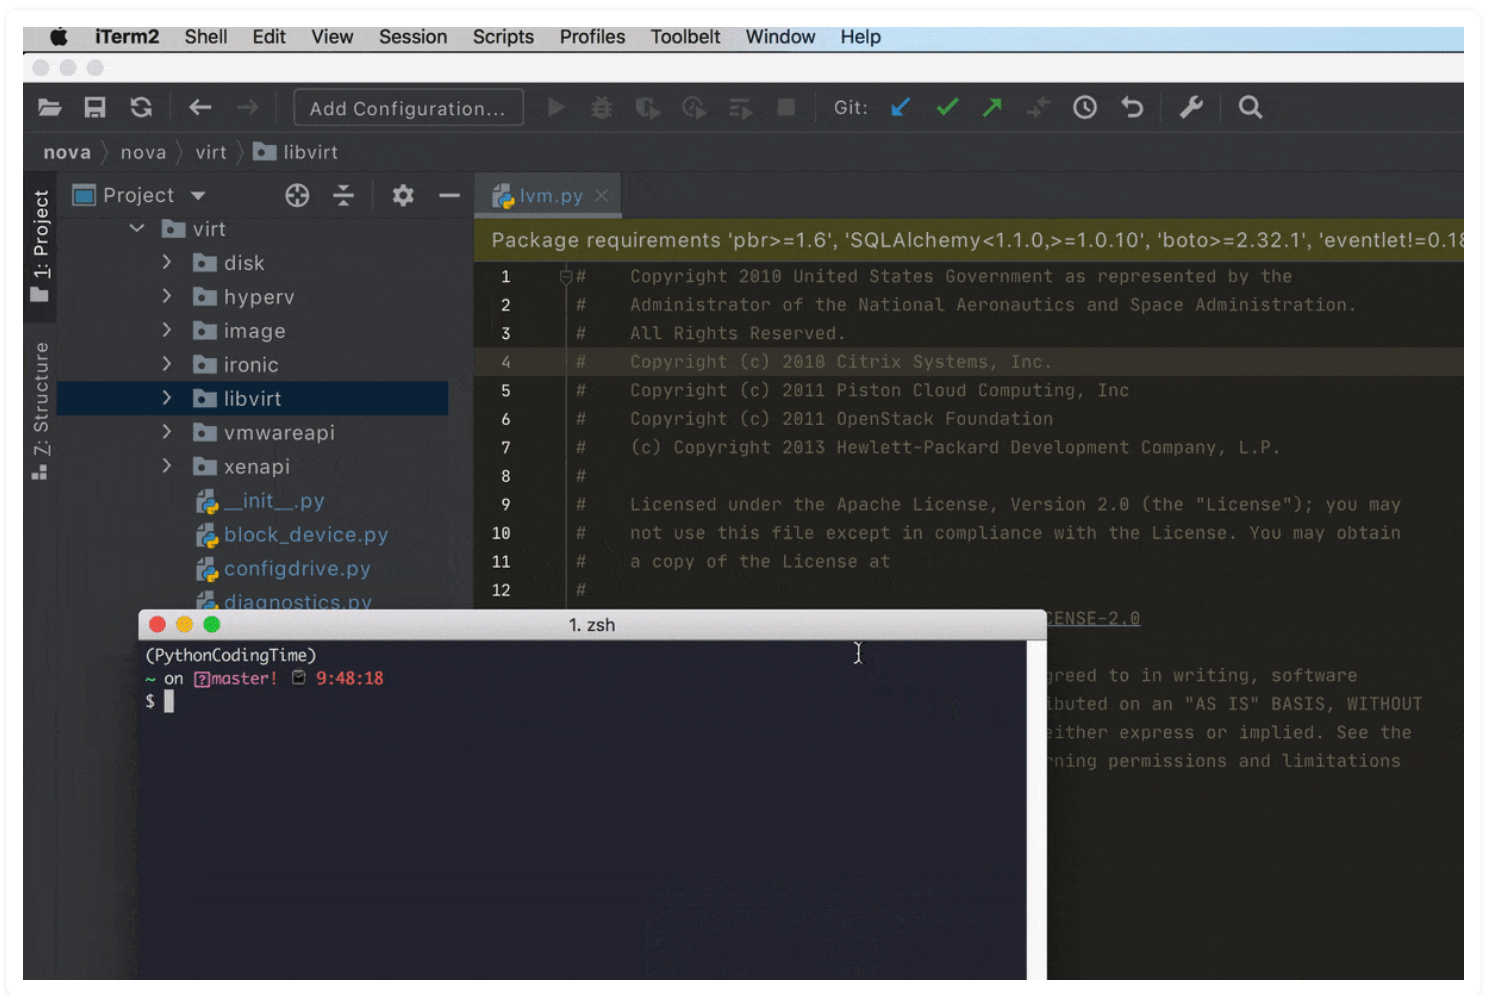 iTerm2 Shell Edit View Session Scripts Profiles Toolbelt Window Help
Add Configuration... Git:
nova nova virt libvirt
1: Project
Z: Structure
Project
virt
disk
hyperv
image
ironic
libvirt
vmwareapi
xenapi
__init__.py
block_device.py
configdrive.py
diagnostics.py
lvm.py
Package requirements 'pbr>=1.6', 'SQLAlchemy<1.1.0,>=1.0.10', 'boto>=2.32.1', 'eventlet!=0.18
1 # Copyright 2010 United States Government as represented by the
2 # Administrator of the National Aeronautics and Space Administration.
3 # All Rights Reserved.
4 # Copyright (c) 2010 Citrix Systems, Inc.
5 # Copyright (c) 2011 Piston Cloud Computing, Inc
6 # Copyright (c) 2011 OpenStack Foundation
7 # (c) Copyright 2013 Hewlett-Packard Development Company, L.P.
8 #
9 # Licensed under the Apache License, Version 2.0 (the "License"); you may
10 # not use this file except in compliance with the License. You may obtain
11 # a copy of the License at
12 #
CENSE-2.0
greed to in writing, software
ibuted on an "AS IS" BASIS, WITHOUT
either express or implied. See the
rning permissions and limitations
1. zsh
(PythonCodingTime)
~ on master! 9:48:18
$